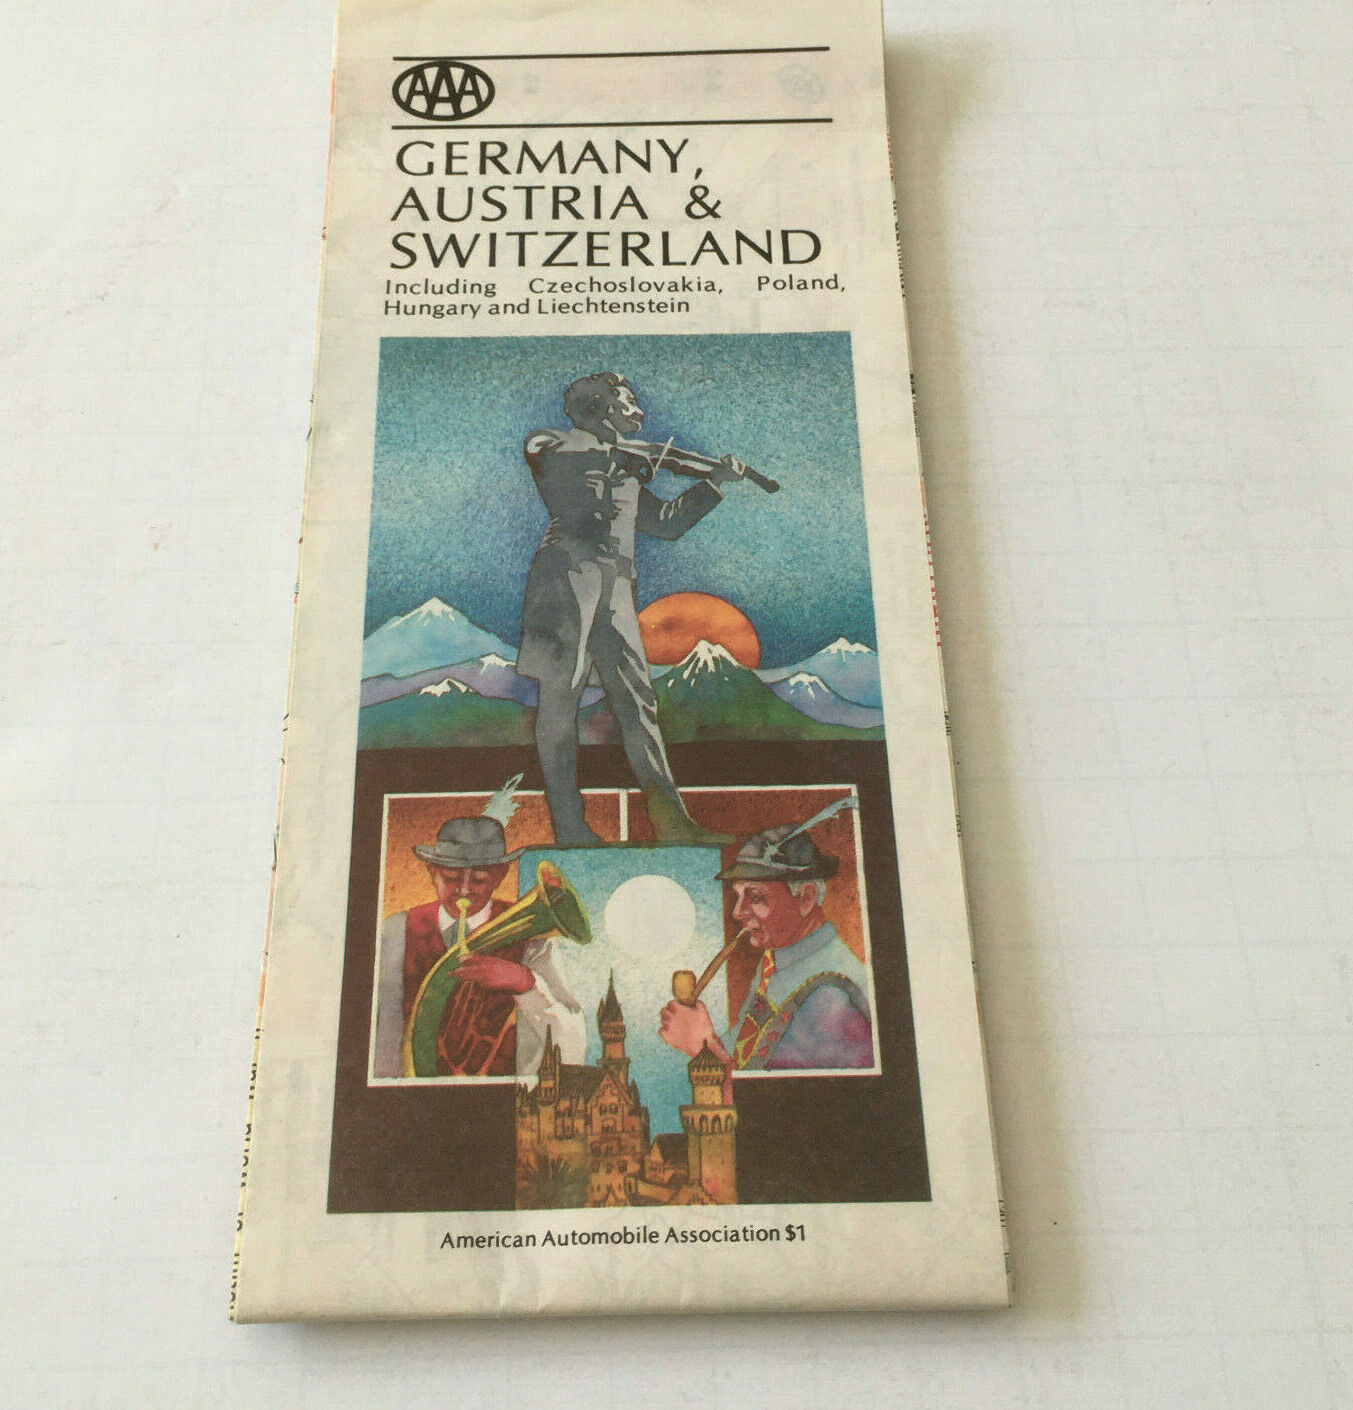 AAA
GERMANY,
AUSTRIA &
SWITZERLAND
Including Czechoslovakia, Poland,
Hungary and Liechtenstein
American Automobile Association $1